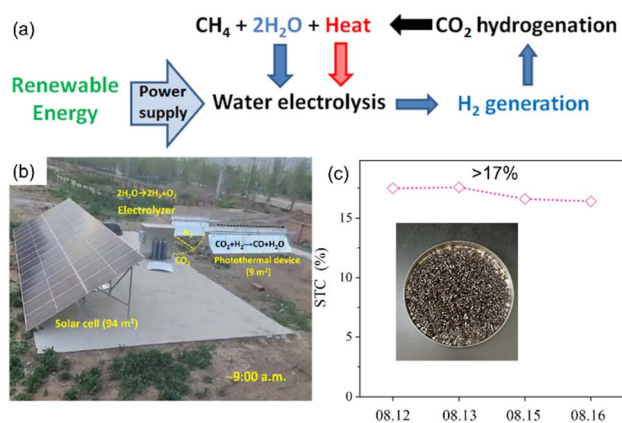 (a)
CH₄ + 2H₂O + Heat
CO₂ hydrogenation
Renewable
Energy
Power
supply
Water electrolysis
H₂ generation
(b)
2H₂O→2H₂+O₂
Electrolyzer
H₂
CO₂+H₂→CO+H₂O
CO₂
Photothermal device
(9 m²)
Solar cell (94 m²)
~9:00 a.m.
(c)
>17%
STC (%)
15
10
5
0
08.12
08.13
08.15
08.16